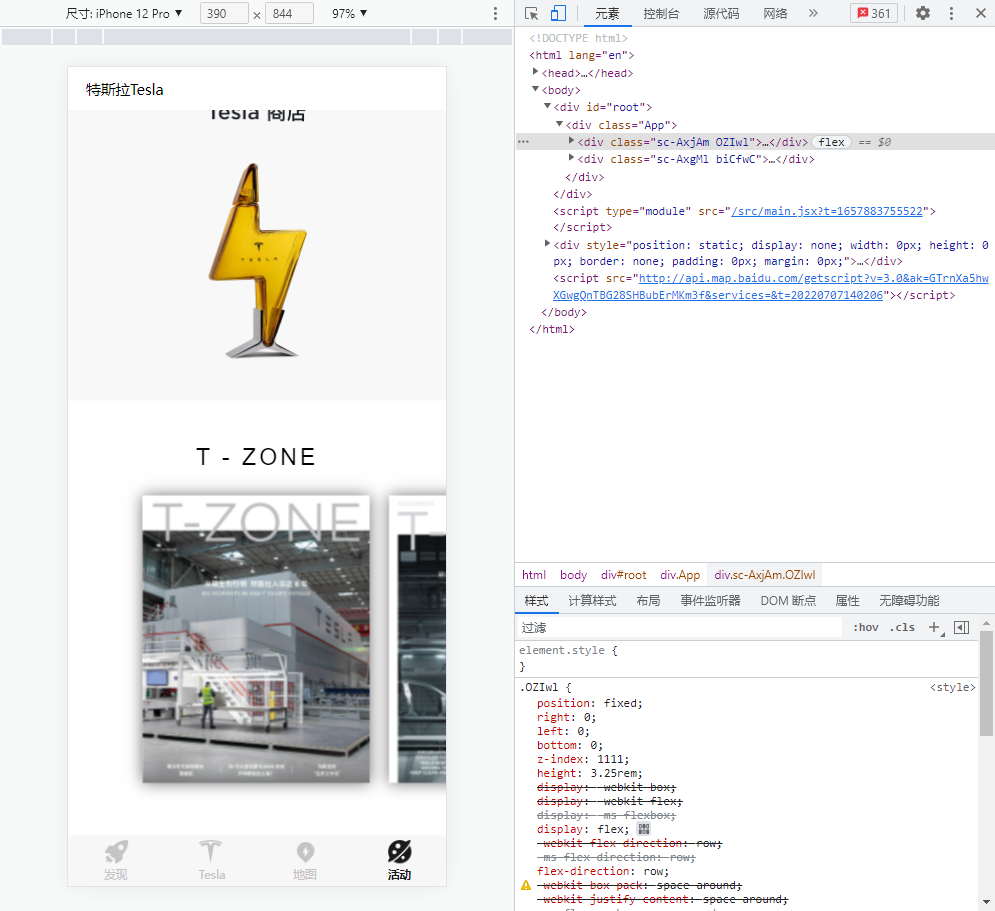 尺寸: iPhone 12 Pro ▼ 390 × 844 97% ▼
特斯拉Tesla
Tesla 商店
TESLA
T - ZONE
T-ZONE
发现 Tesla 地图 活动
元素 控制台 源代码 网络 » 361
<!DOCTYPE html>
<html lang="en">
<head>…</head>
<body>
<div id="root">
<div class="App">
<div class="sc-AxjAm OZIwl">…</div> flex == $0
<div class="sc-AxgMl biCfwC">…</div>
</div>
</div>
<script type="module" src="/src/main.jsx?t=1657883755522">
</script>
<div style="position: static; display: none; width: 0px; height: 0
px; border: none; padding: 0px; margin: 0px;">…</div>
<script src="http://api.map.baidu.com/getscript?v=3.0&ak=GTrnXa5hw
XGwgQnTBG28SHBubErMKm3f&services=&t=20220707140206"></script>
</body>
</html>
html body div#root div.App div.sc-AxjAm.OZIwl
样式 计算样式 布局 事件监听器 DOM 断点 属性 无障碍功能
过滤 :hov .cls +
element.style {
}
.OZIwl { <style>
position: fixed;
right: 0;
left: 0;
bottom: 0;
z-index: 1111;
height: 3.25rem;
display: -webkit-box;
display: -webkit-flex;
display: -ms-flexbox;
display: flex;
-webkit-flex-direction: row;
-ms-flex-direction: row;
flex-direction: row;
-webkit-box-pack: space-around;
-webkit-justify-content: space-around;